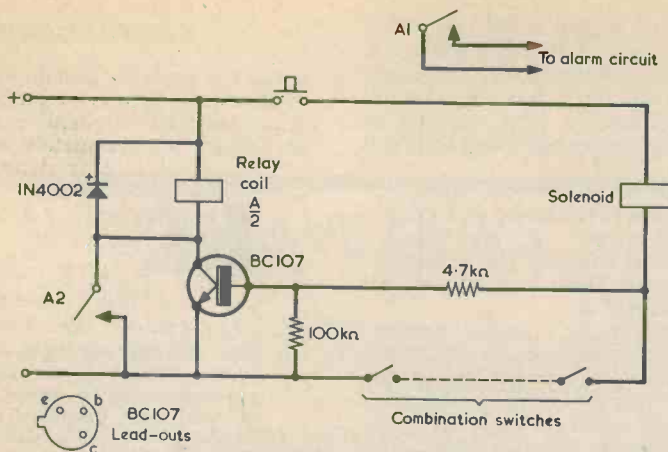 A1
To alarm circuit
+
Relay
coil
A
2
1N4002
Solenoid
BC107
4·7kΩ
A2
100kΩ
e
b
c
BC107
Lead-outs
Combination switches